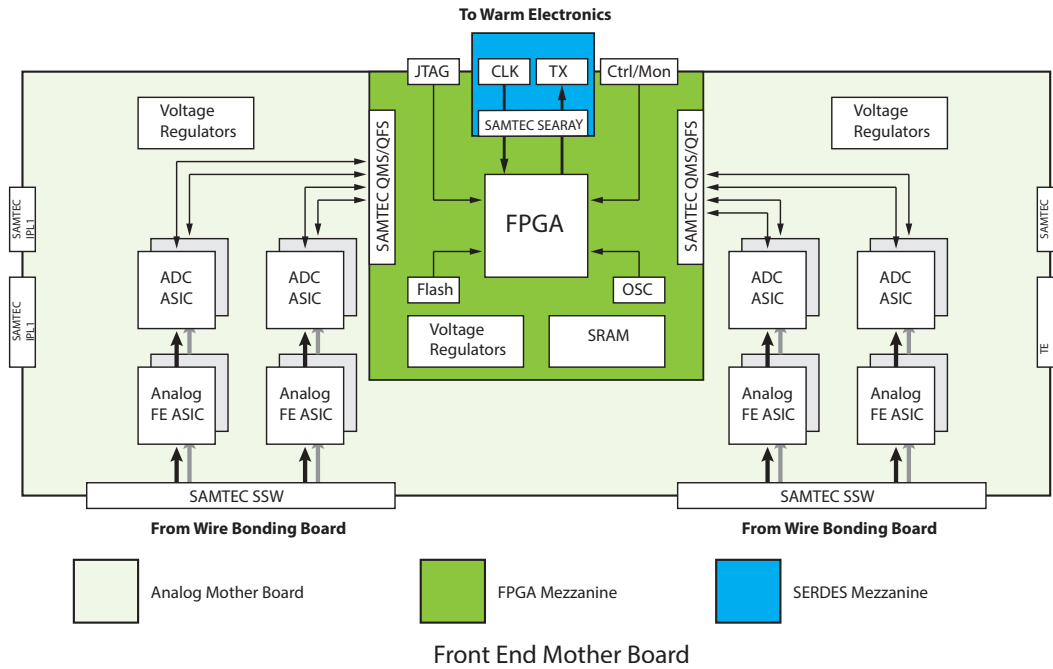 To Warm Electronics
JTAG
CLK
TX
Ctrl/Mon
SAMTEC SEARAY
Voltage
Regulators
SAMTEC QMS/QFS
FPGA
SAMTEC QMS/QFS
Voltage
Regulators
SAMTEC
IPL1
SAMTEC
IPL1
SAMTEC
TE
ADC
ASIC
ADC
ASIC
Flash
OSC
ADC
ASIC
ADC
ASIC
Voltage
Regulators
SRAM
Analog
FE ASIC
Analog
FE ASIC
Analog
FE ASIC
Analog
FE ASIC
SAMTEC SSW
SAMTEC SSW
From Wire Bonding Board
From Wire Bonding Board
Analog Mother Board
FPGA Mezzanine
SERDES Mezzanine
Front End Mother Board